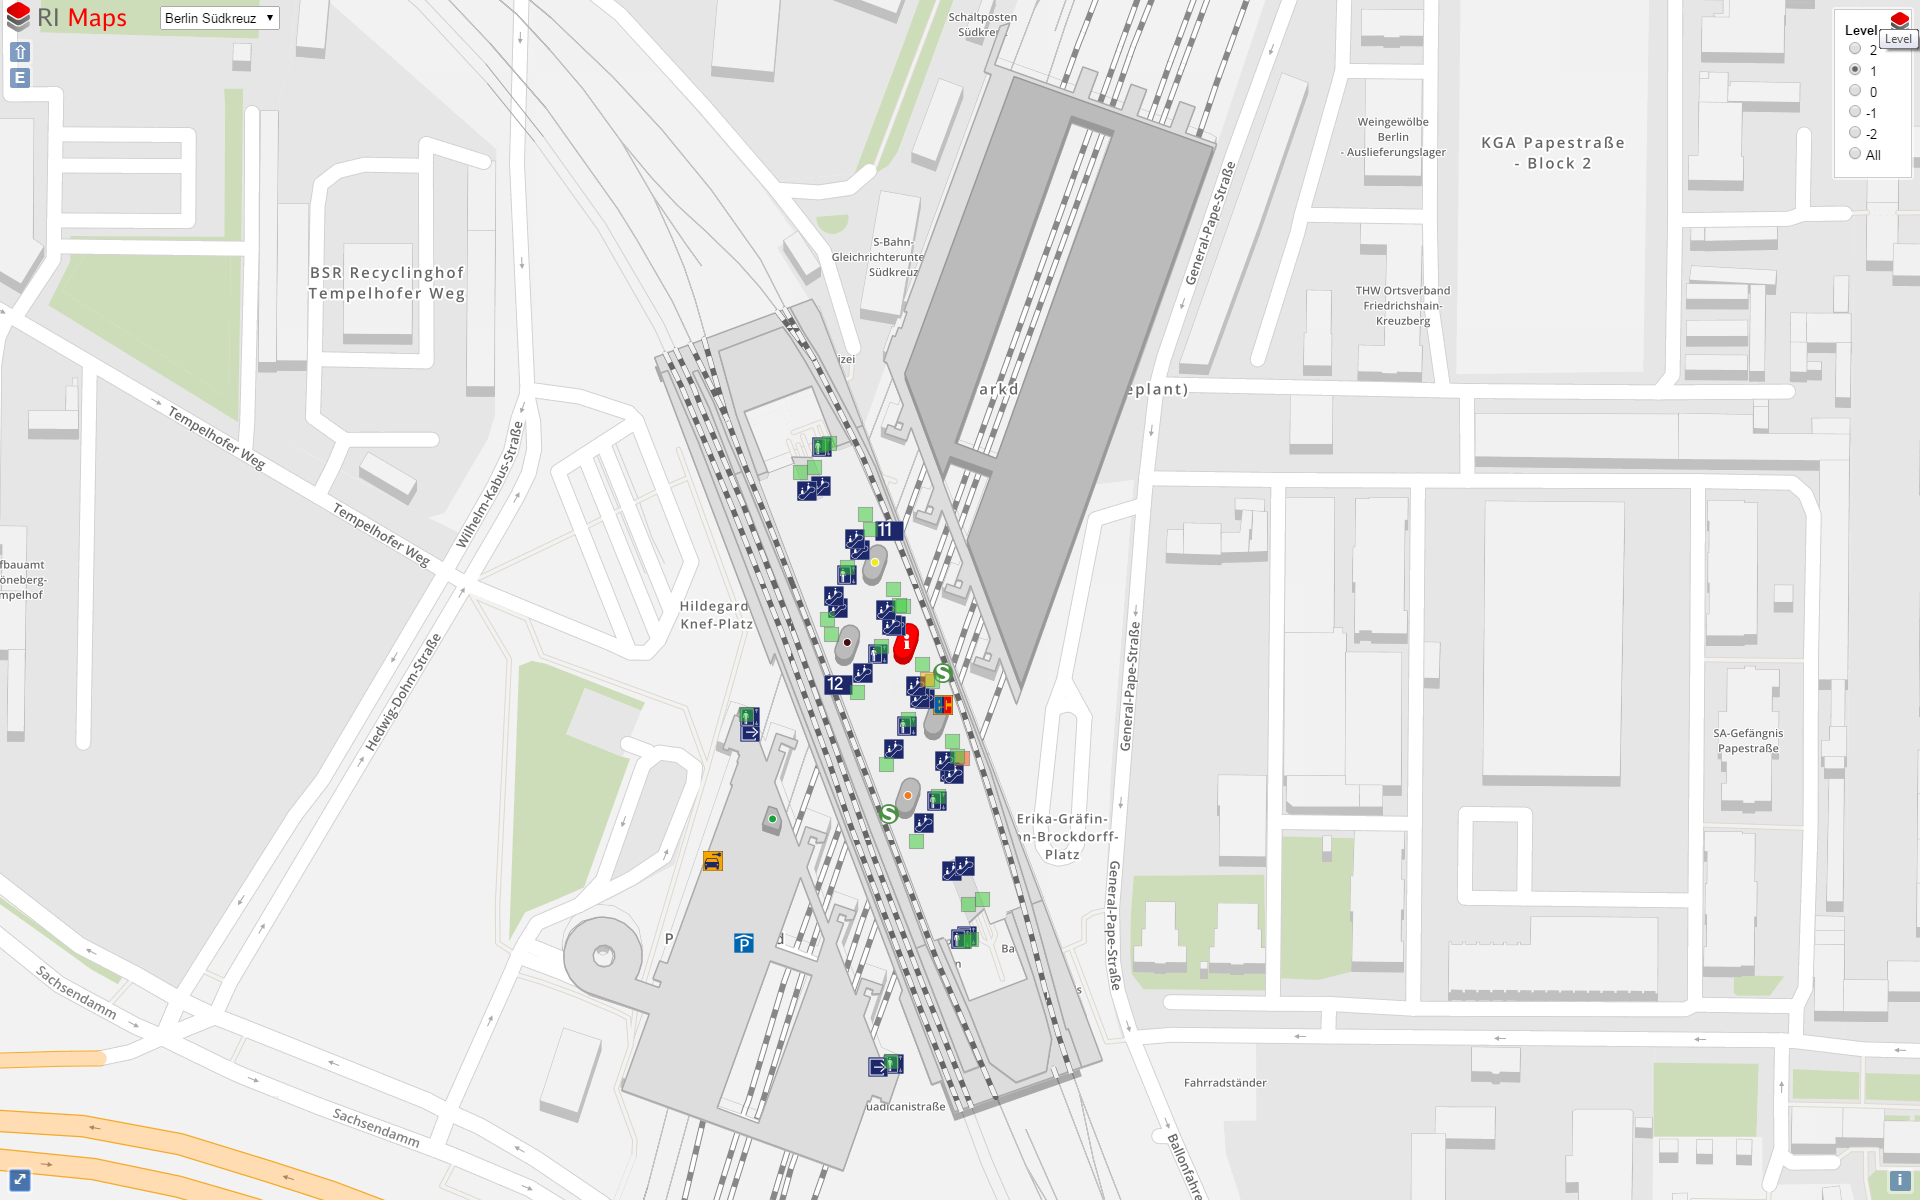 RI Maps
Berlin Südkreuz
E
Schaltposten
Level
Level
2
1
0
-1
-2
All
Weingewölbe
Berlin
- Auslieferungslager
KGA Papestraße
- Block 2
General-Pape-Straße
S-Bahn-
Gleichrichterunte
Südkreuz
BSR Recyclinghof
Tempelhofer Weg
THW Ortsverband
Friedrichshain-
Kreuzberg
izei
arkd
eplant)
Tempelhofer Weg
Wilhelm-Kabus-Straße
Tempelhofer Weg
11
fbauamt
öneberg-
mpelhof
Hildegard
Knef-Platz
i
S
12
Hedwig-Dohm-Straße
General-Pape-Straße
SA-Gefängnis
Papestraße
S
Erika-Gräfin-
on-Brockdorff-
Platz
General-Pape-Straße
P
P
d
Ba
n
s
Sachsendamm
Fahrradständer
uadicanistraße
Sachsendamm
Ballonfahre
i